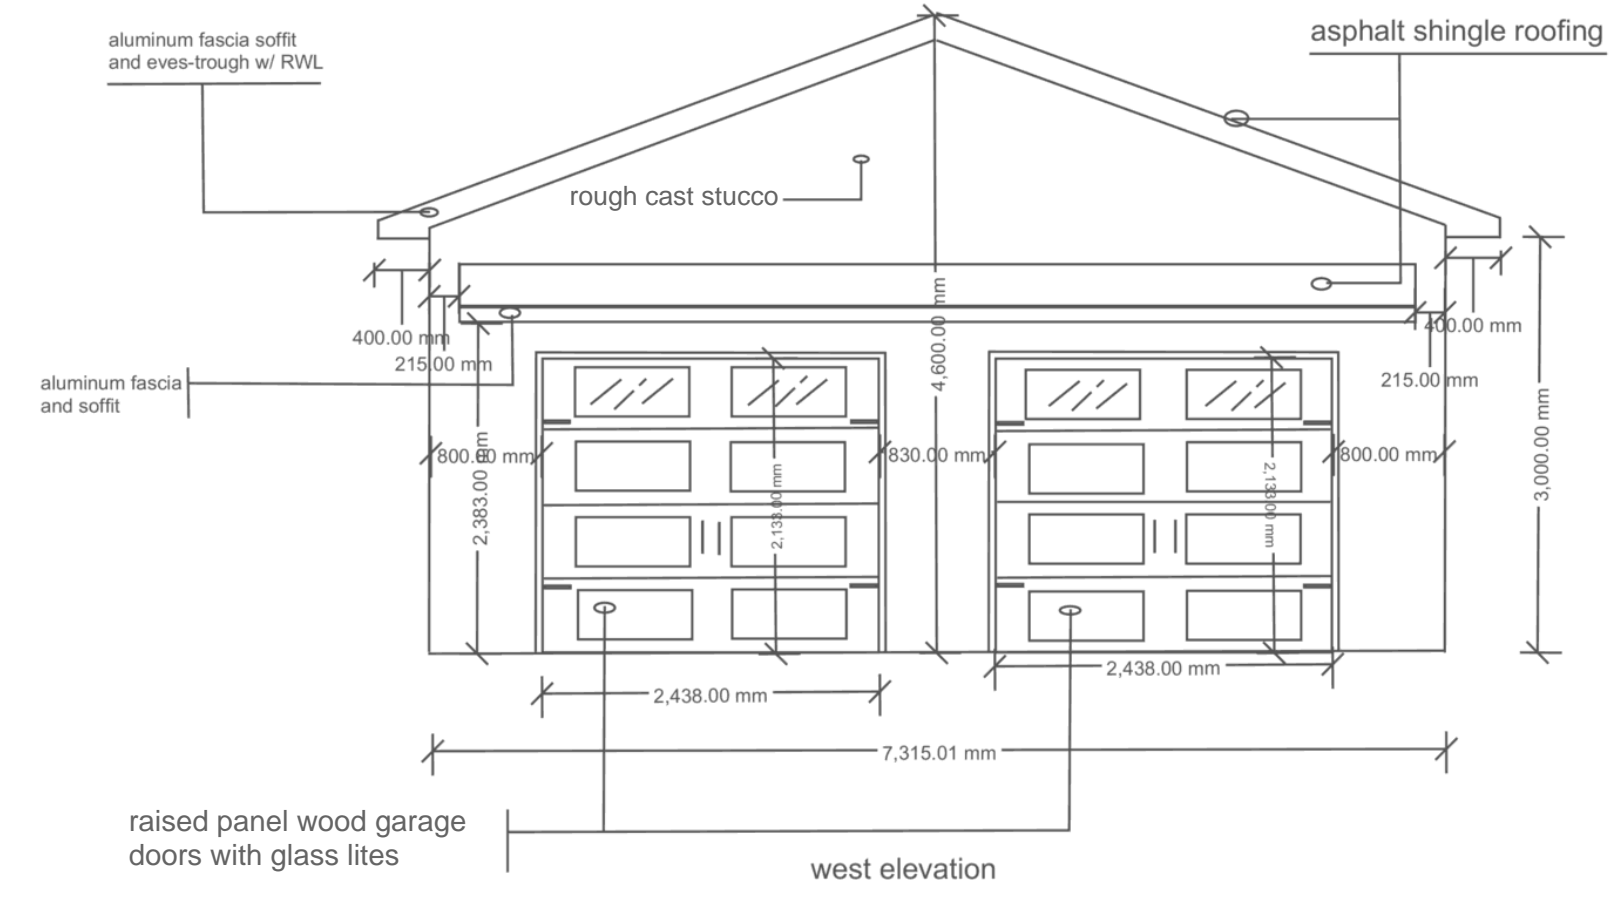 aluminum fascia soffit
and eves-trough w/ RWL
asphalt shingle roofing
rough cast stucco
400.00 mm
215.00 mm
4,600.00 mm
400.00 mm
215.00 mm
aluminum fascia
and soffit
800.00 mm
2,383.00 mm
2,133.00 mm
830.00 mm
2,133.00 mm
800.00 mm
3,000.00 mm
2,438.00 mm
2,438.00 mm
7,315.01 mm
raised panel wood garage
doors with glass lites
west elevation